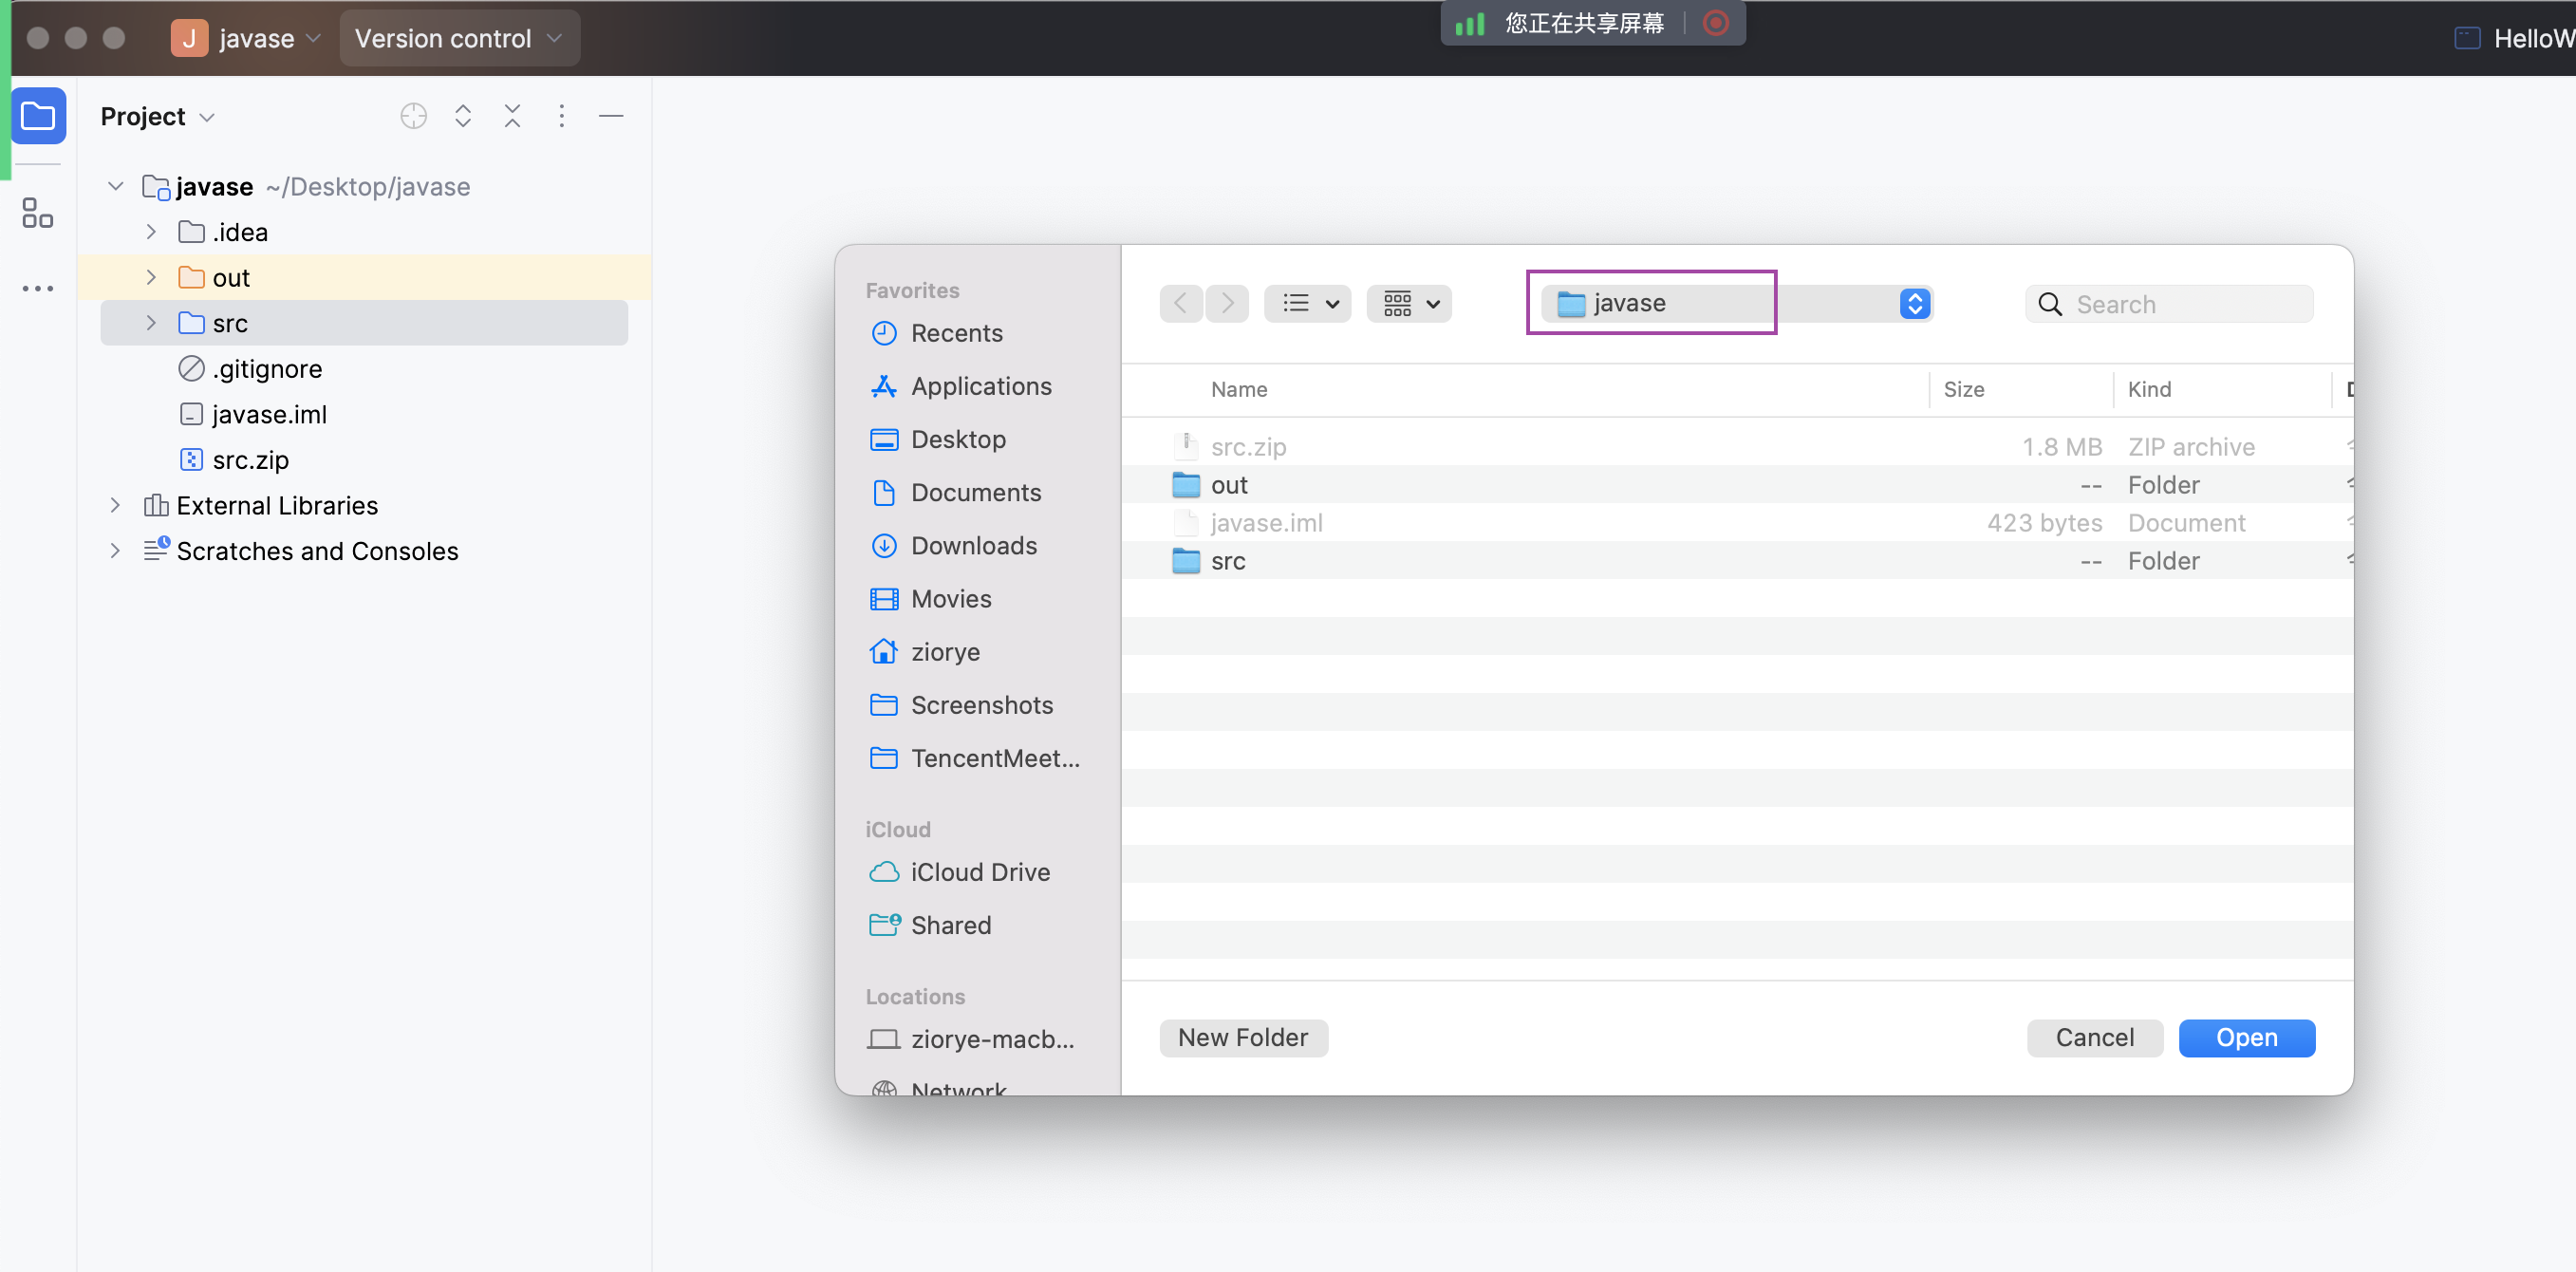 J javase Version control
您正在共享屏幕
HelloW
Project
javase ~/Desktop/javase
.idea
out
src
.gitignore
javase.iml
src.zip
External Libraries
Scratches and Consoles
Favorites
Recents
Applications
Desktop
Documents
Downloads
Movies
ziorye
Screenshots
TencentMeet...
iCloud
iCloud Drive
Shared
Locations
ziorye-macb...
Network
javase
Search
Name Size Kind
src.zip 1.8 MB ZIP archive
out -- Folder
javase.iml 423 bytes Document
src -- Folder
New Folder Cancel Open